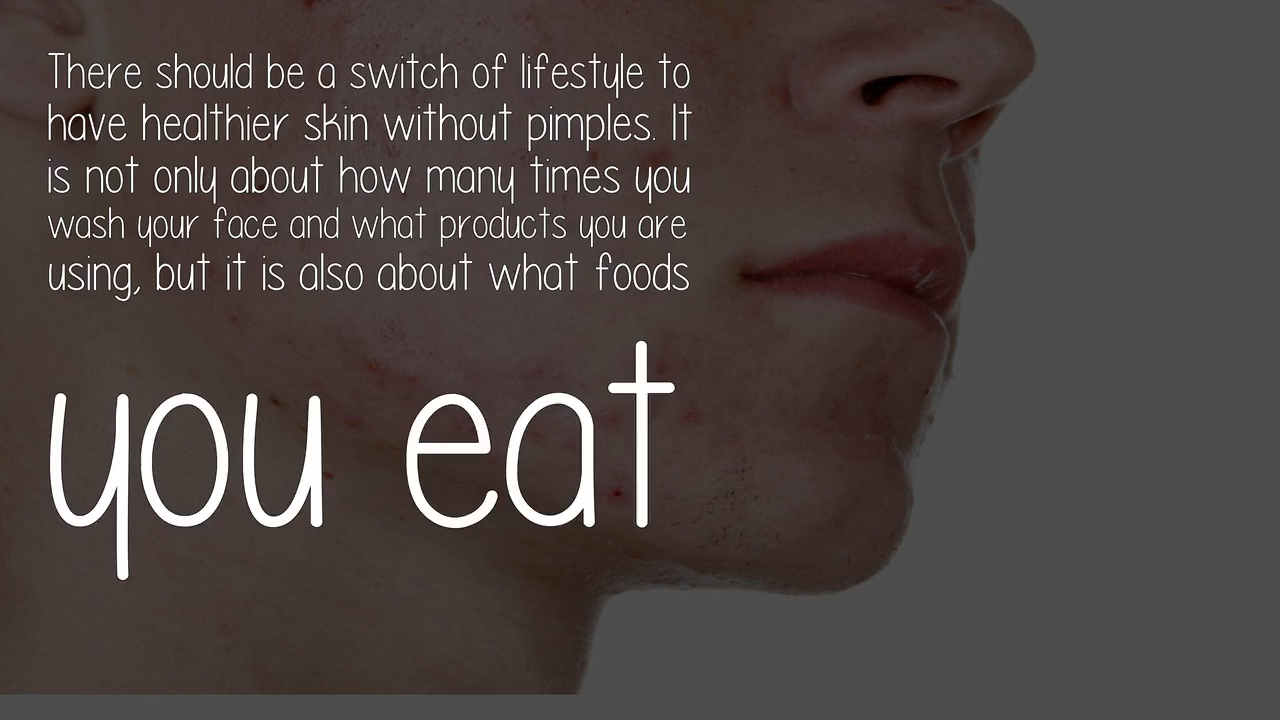 There should be a switch of lifestyle to
have healthier skin without pimples. It
is not only about how many times you
wash your face and what products you are
using, but it is also about what foods
you eat